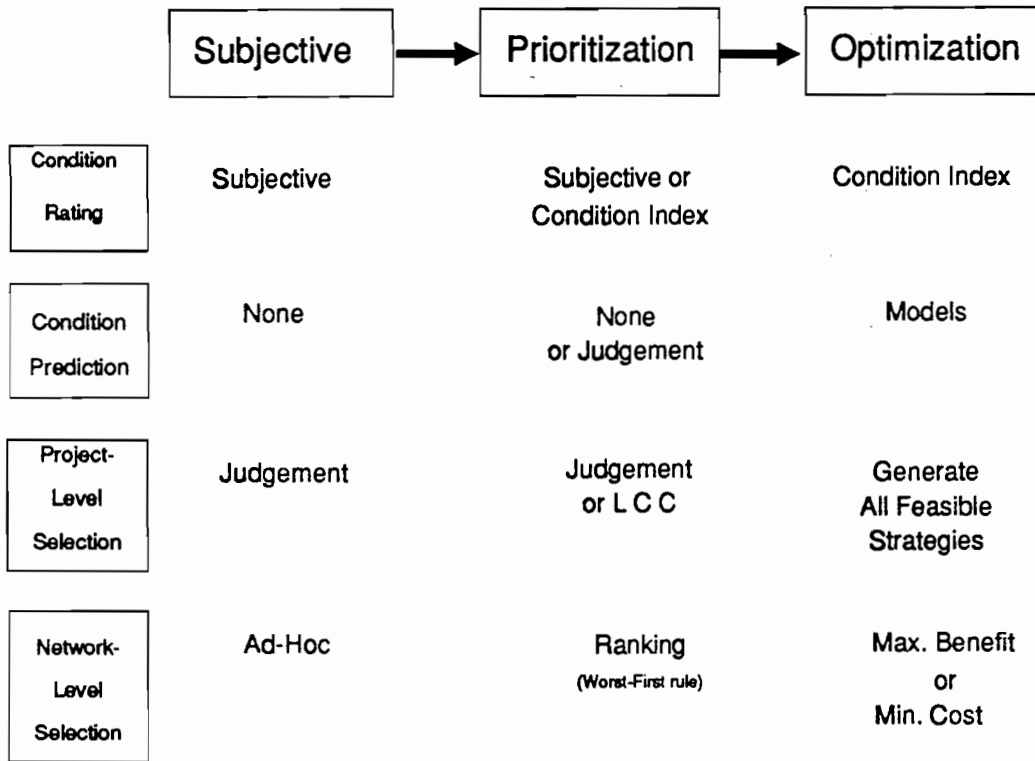 Subjective
Prioritization
Optimization
Condition
Rating
Subjective
Subjective or
Condition Index
Condition Index
Condition
Prediction
None
None
or Judgement
Models
Project-
Level
Selection
Judgement
Judgement
or L C C
Generate
All Feasible
Strategies
Network-
Level
Selection
Ad-Hoc
Ranking
(Worst-First rule)
Max. Benefit
or
Min. Cost